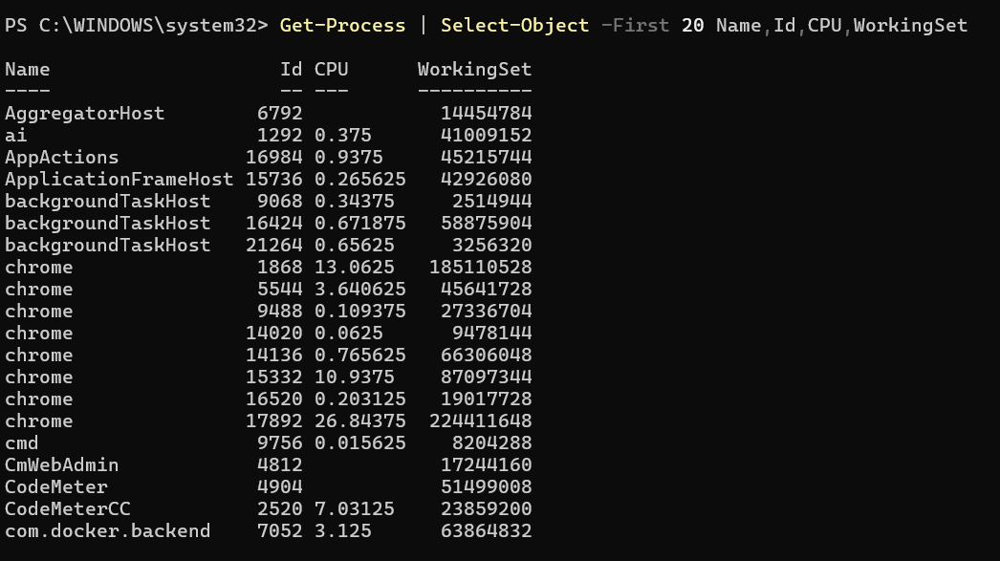 PS C:\WINDOWS\system32> Get-Process | Select-Object -First 20 Name,Id,CPU,WorkingSet

Name                   Id CPU      WorkingSet
----                   -- ---      ----------
AggregatorHost       6792            14454784
ai                   1292 0.375      41009152
AppActions          16984 0.9375     45215744
ApplicationFrameHost 15736 0.265625   42926080
backgroundTaskHost   9068 0.34375     2514944
backgroundTaskHost  16424 0.671875   58875904
backgroundTaskHost  21264 0.65625     3256320
chrome               1868 13.0625   185110528
chrome               5544 3.640625   45641728
chrome               9488 0.109375   27336704
chrome              14020 0.0625      9478144
chrome              14136 0.765625   66306048
chrome              15332 10.9375    87097344
chrome              16520 0.203125   19017728
chrome              17892 26.84375  224411648
cmd                  9756 0.015625    8204288
CmWebAdmin           4812            17244160
CodeMeter            4904            51499008
CodeMeterCC          2520 7.03125    23859200
com.docker.backend   7052 3.125      63864832